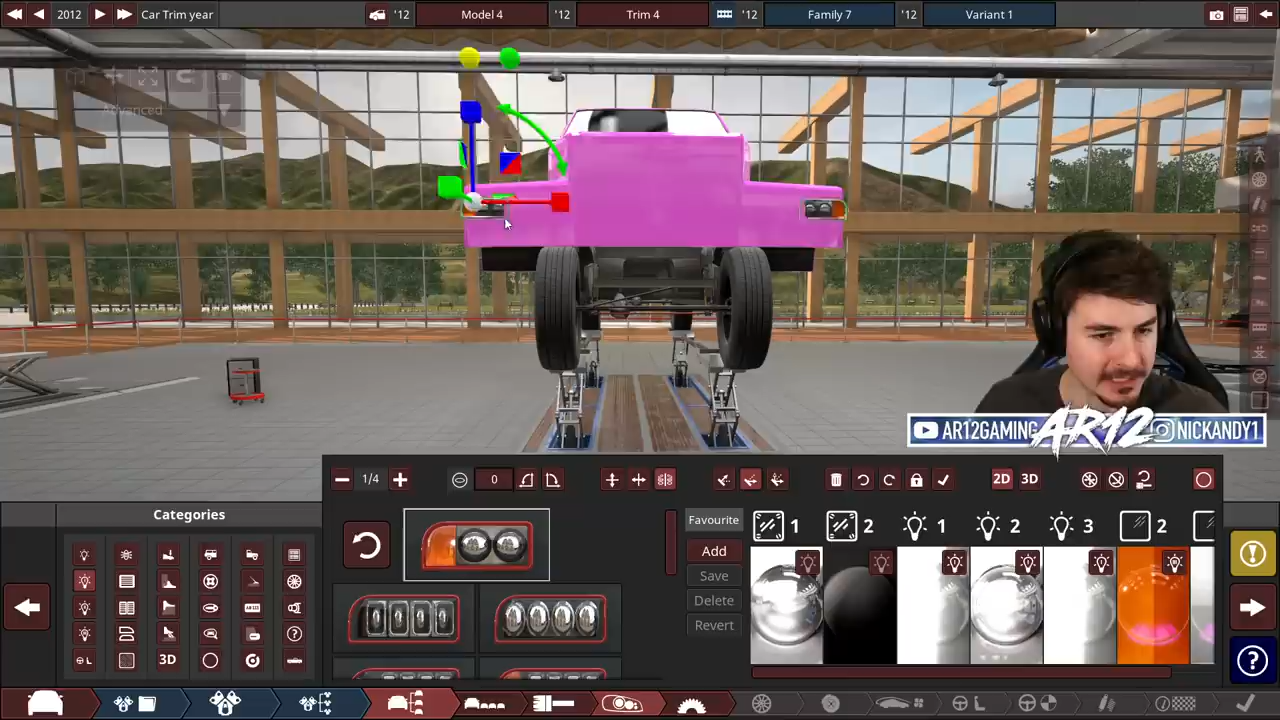 2012
Car Trim year
'12
Model 4
'12
Trim 4
'12
Family 7
'12
Variant 1
Advanced
AR12GAMING
AR12
NICKANDY1
1/4
0
2D
3D
Categories
3D
Favourite
Add
Save
Delete
Revert
1
2
1
2
3
2